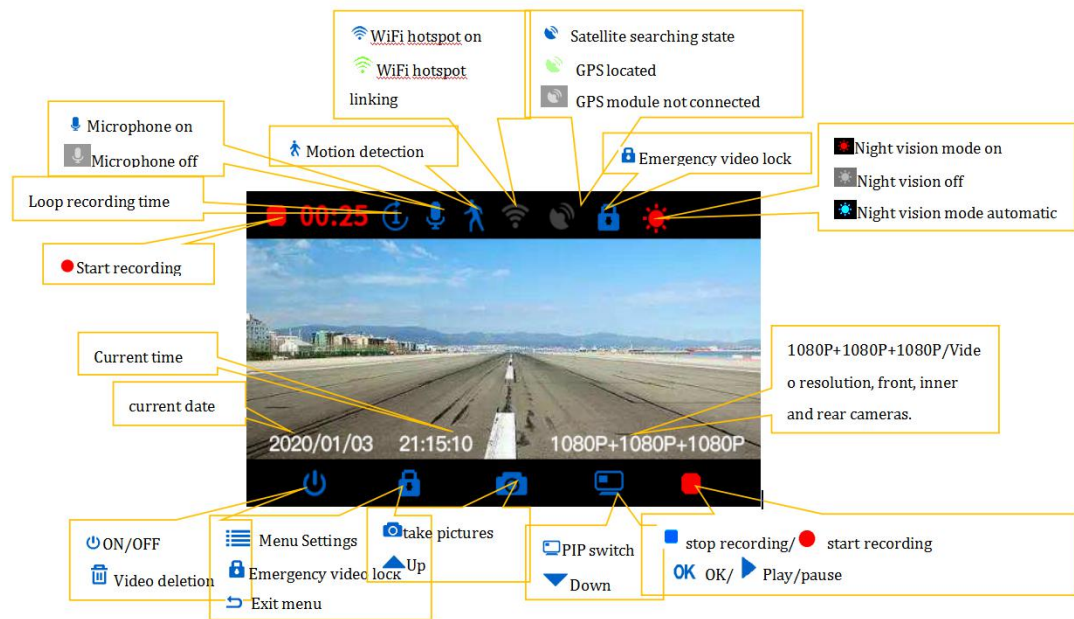 WiFi hotspot on
WiFi hotspot
linking
Satellite searching state
GPS located
GPS module not connected
Microphone on
Microphone off
Motion detection
Emergency video lock
Night vision mode on
Night vision off
Night vision mode automatic
Loop recording time
00:25
1
Start recording
Current time
current date
1080P+1080P+1080P/Vide
o resolution, front, inner
and rear cameras.
2020/01/03 21:15:10 1080P+1080P+1080P
ON/OFF
Video deletion
Menu Settings
Emergency video lock
Exit menu
take pictures
Up
PIP switch
Down
stop recording/ start recording
OK OK/ Play/pause